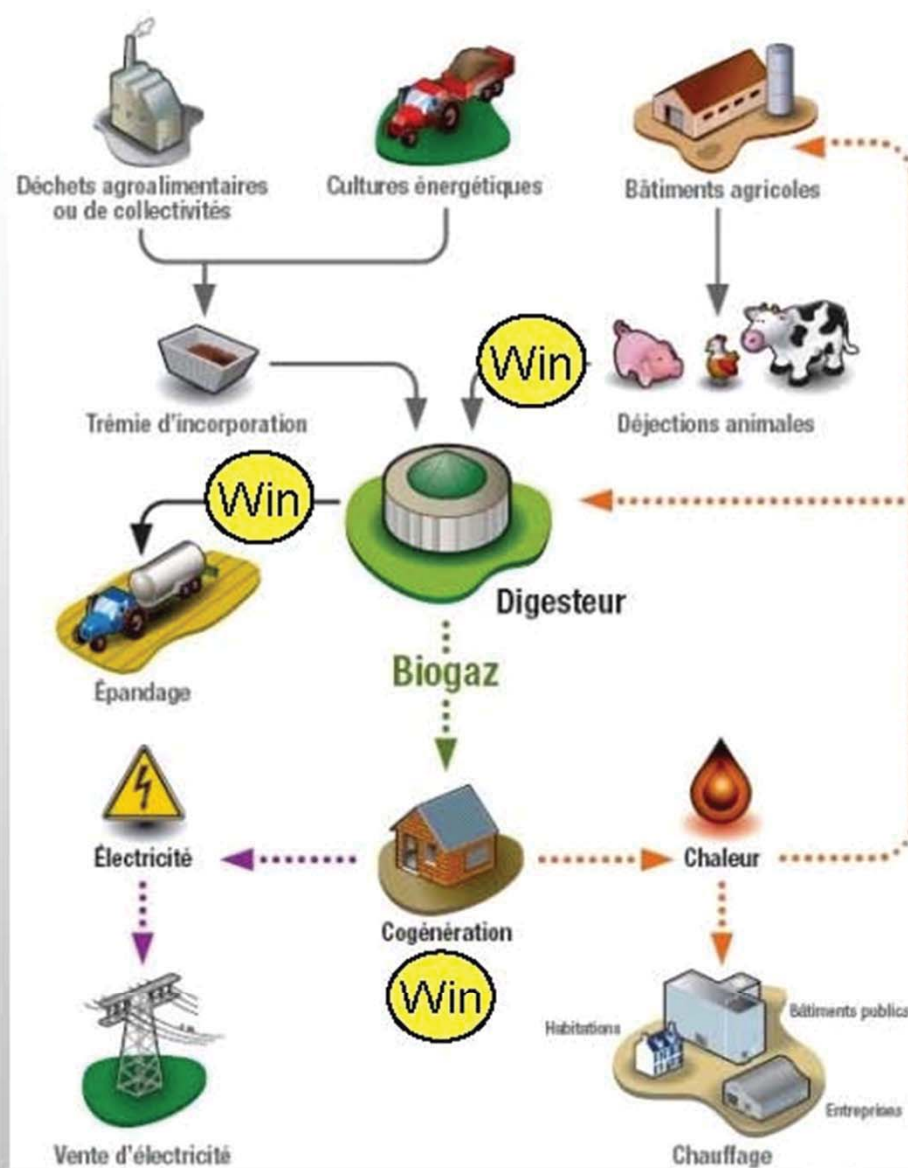 Déchets agroalimentaires
ou de collectivités
Cultures énergétiques
Bâtiments agricoles
Win
Trémie d'incorporation
Déjections animales
Win
Digesteur
Épandage
Biogaz
Électricité
Chaleur
Cogénération
Win
Habitations
Bâtiments publics
Entreprises
Vente d'électricité
Chauffage